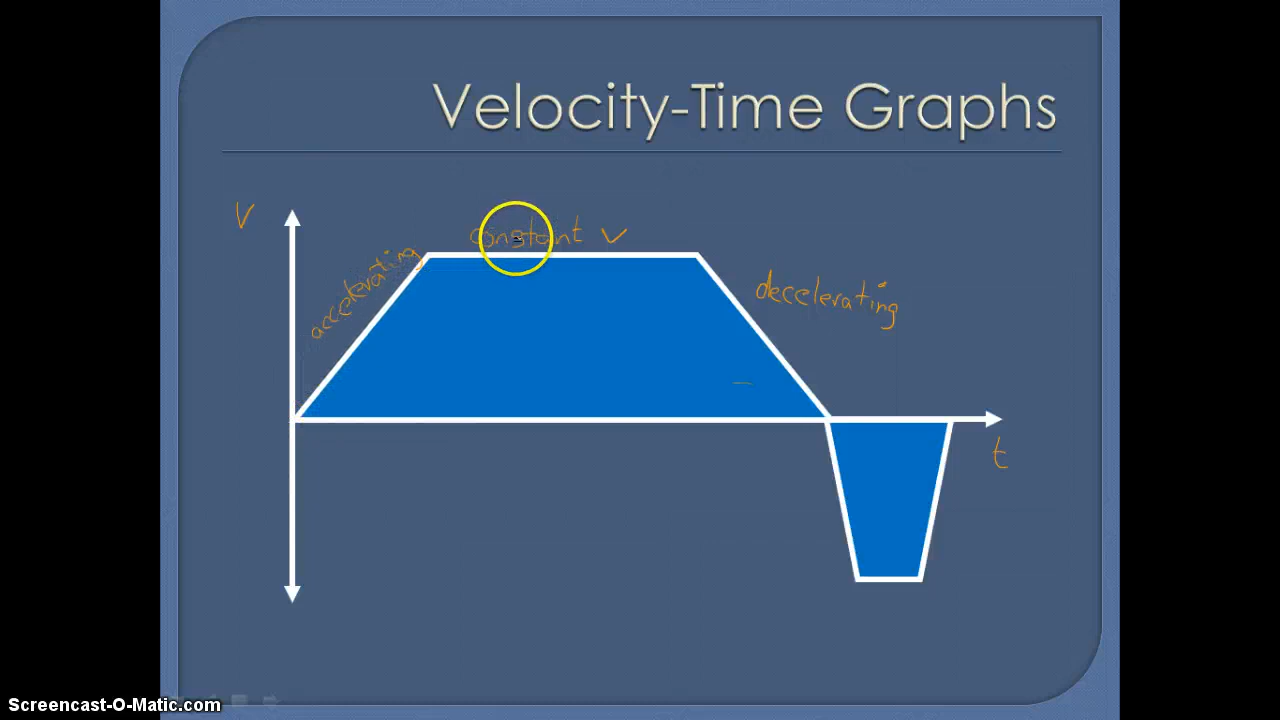 Velocity-Time Graphs
V
constant v
accelerating
decelerating
t
Screencast-O-Matic.com